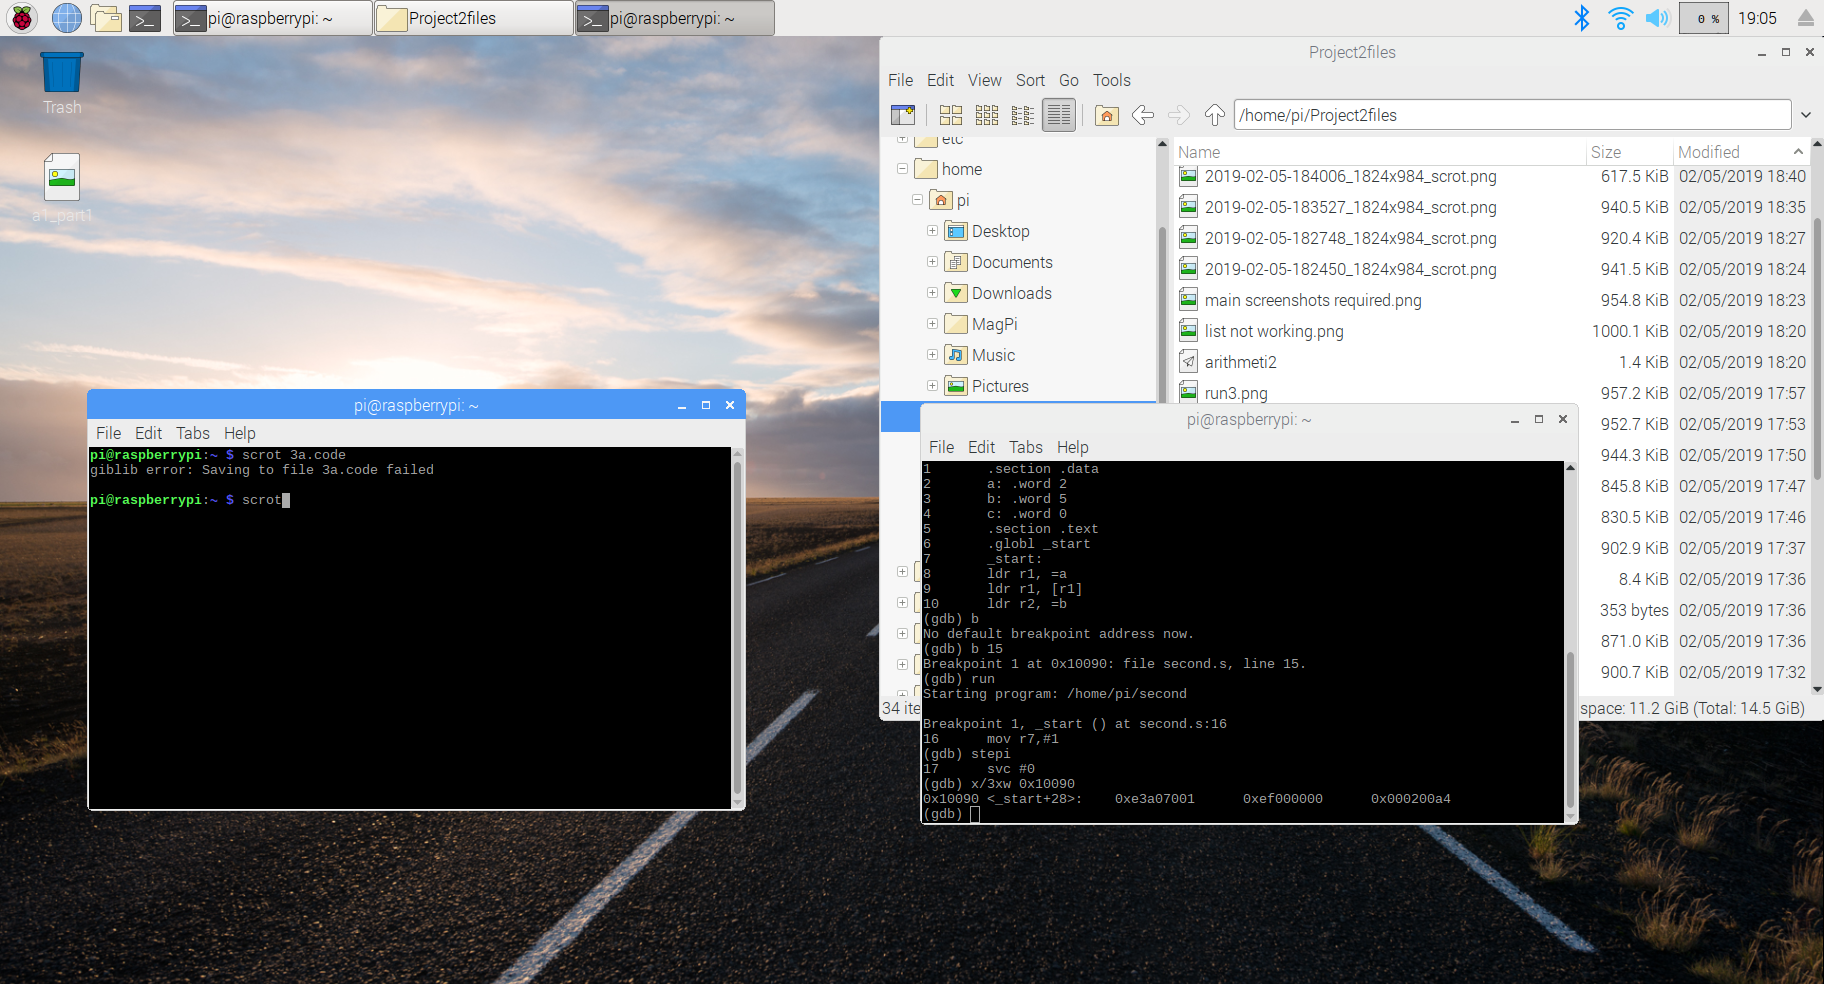 pi@raspberrypi: ~
Project2files
pi@raspberrypi: ~
0 %
19:05
Trash
a1_part1
Project2files
File Edit View Sort Go Tools
/home/pi/Project2files
etc
home
pi
Desktop
Documents
Downloads
MagPi
Music
Pictures
Name Size Modified
2019-02-05-184006_1824x984_scrot.png 617.5 KiB 02/05/2019 18:40
2019-02-05-183527_1824x984_scrot.png 940.5 KiB 02/05/2019 18:35
2019-02-05-182748_1824x984_scrot.png 920.4 KiB 02/05/2019 18:27
2019-02-05-182450_1824x984_scrot.png 941.5 KiB 02/05/2019 18:24
main screenshots required.png 954.8 KiB 02/05/2019 18:23
list not working.png 1000.1 KiB 02/05/2019 18:20
arithmeti2 1.4 KiB 02/05/2019 18:20
run3.png 957.2 KiB 02/05/2019 17:57
952.7 KiB 02/05/2019 17:53
944.3 KiB 02/05/2019 17:50
845.8 KiB 02/05/2019 17:47
830.5 KiB 02/05/2019 17:46
902.9 KiB 02/05/2019 17:37
8.4 KiB 02/05/2019 17:36
353 bytes 02/05/2019 17:36
871.0 KiB 02/05/2019 17:36
900.7 KiB 02/05/2019 17:32
34 ite
space: 11.2 GiB (Total: 14.5 GiB)
pi@raspberrypi: ~
File Edit Tabs Help
pi@raspberrypi:~ $ scrot 3a.code
giblib error: Saving to file 3a.code failed
pi@raspberrypi:~ $ scrot
pi@raspberrypi: ~
File Edit Tabs Help
1 .section .data
2 a: .word 2
3 b: .word 5
4 c: .word 0
5 .section .text
6 .globl _start
7 _start:
8 ldr r1, =a
9 ldr r1, [r1]
10 ldr r2, =b
(gdb) b
No default breakpoint address now.
(gdb) b 15
Breakpoint 1 at 0x10090: file second.s, line 15.
(gdb) run
Starting program: /home/pi/second
Breakpoint 1, _start () at second.s:16
16 mov r7,#1
(gdb) stepi
17 svc #0
(gdb) x/3xw 0x10090
0x10090 <_start+28>: 0xe3a07001 0xef000000 0x000200a4
(gdb)